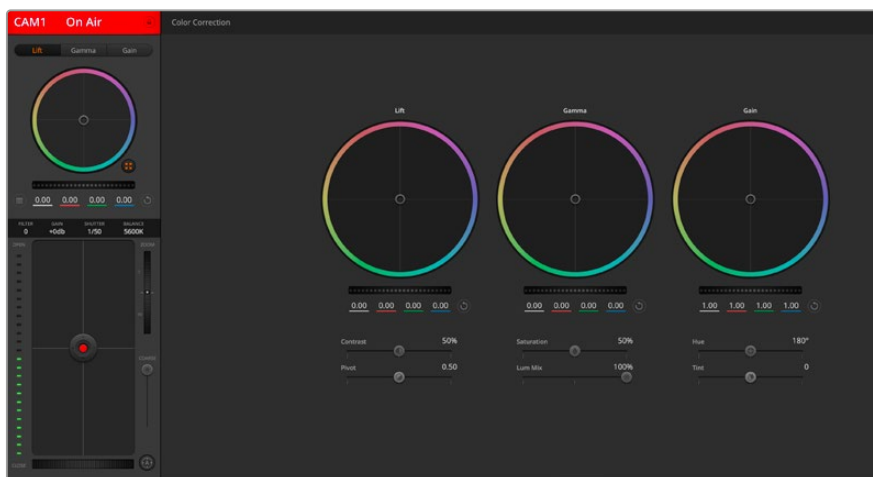 CAM1 On Air
Color Correction
Lift Gamma Gain
0.00 0.00 0.00 0.00
FILTER GAIN SHUTTER BALANCE
0 +0db 1/50 5600K
OPEN
ZOOM
T
W
COARSE
CLOSE
Lift Gamma Gain
0.00 0.00 0.00 0.00
0.00 0.00 0.00 0.00
1.00 1.00 1.00 1.00
Contrast 50%
Saturation 50%
Hue 180°
Pivot 0.50
Lum Mix 100%
Tint 0